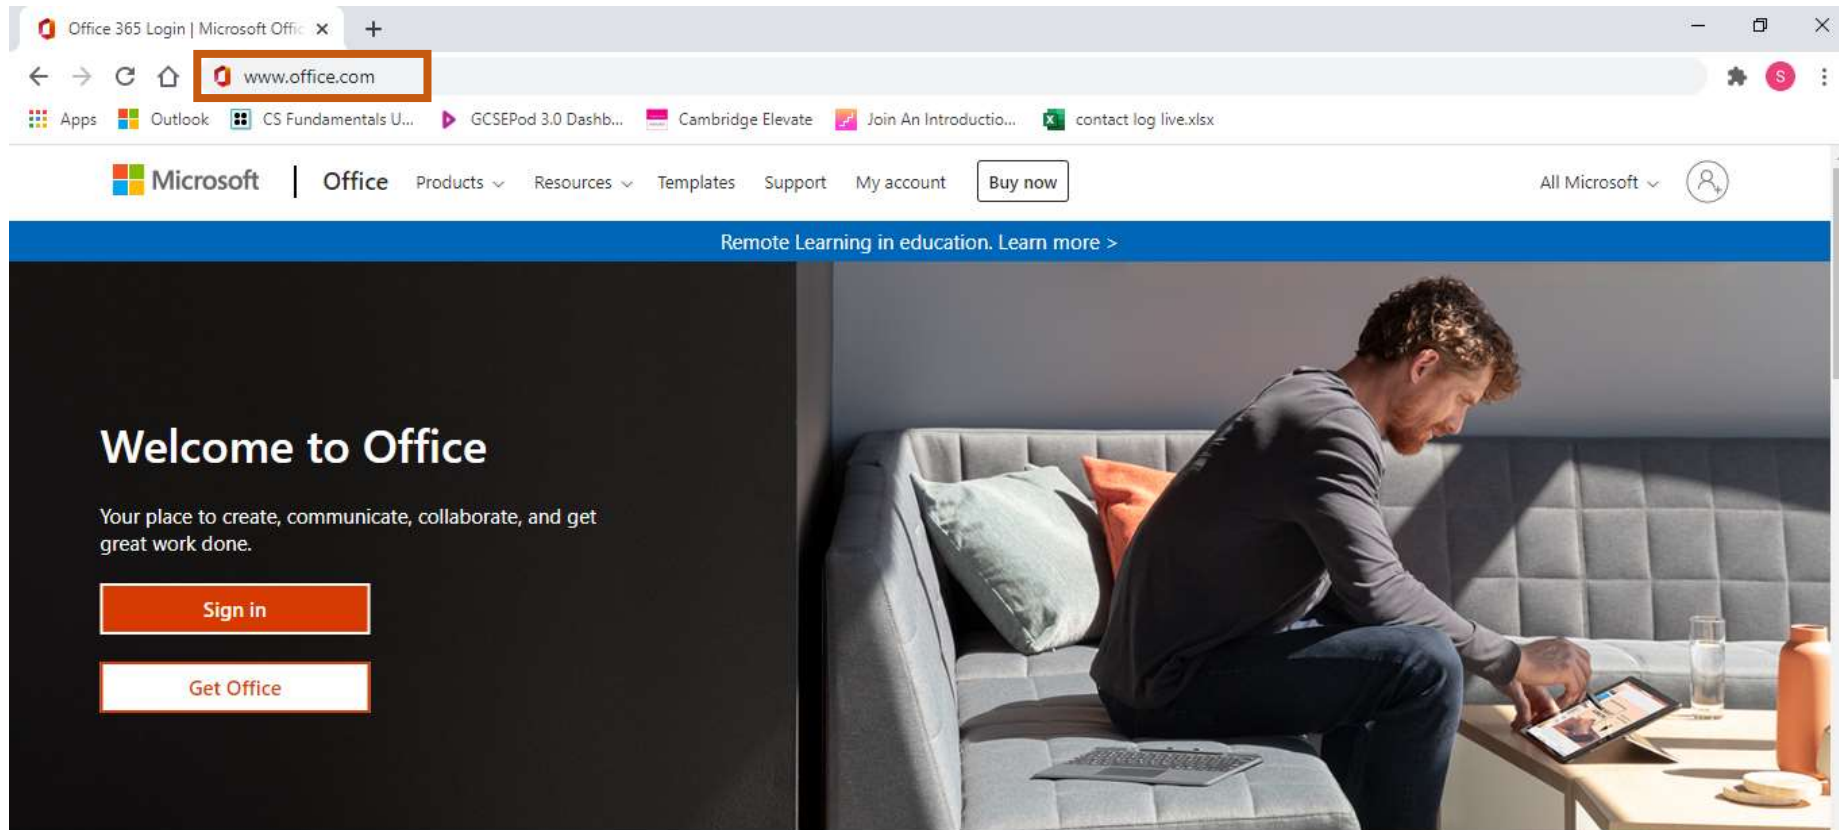 Office 365 Login | Microsoft Offic
www.office.com
Apps Outlook CS Fundamentals U... GCSEPod 3.0 Dashb... Cambridge Elevate Join An Introductio... contact log live.xlsx
S
Microsoft | Office Products Resources Templates Support My account Buy now All Microsoft
Remote Learning in education. Learn more >
Welcome to Office
Your place to create, communicate, collaborate, and get
great work done.
Sign in
Get Office